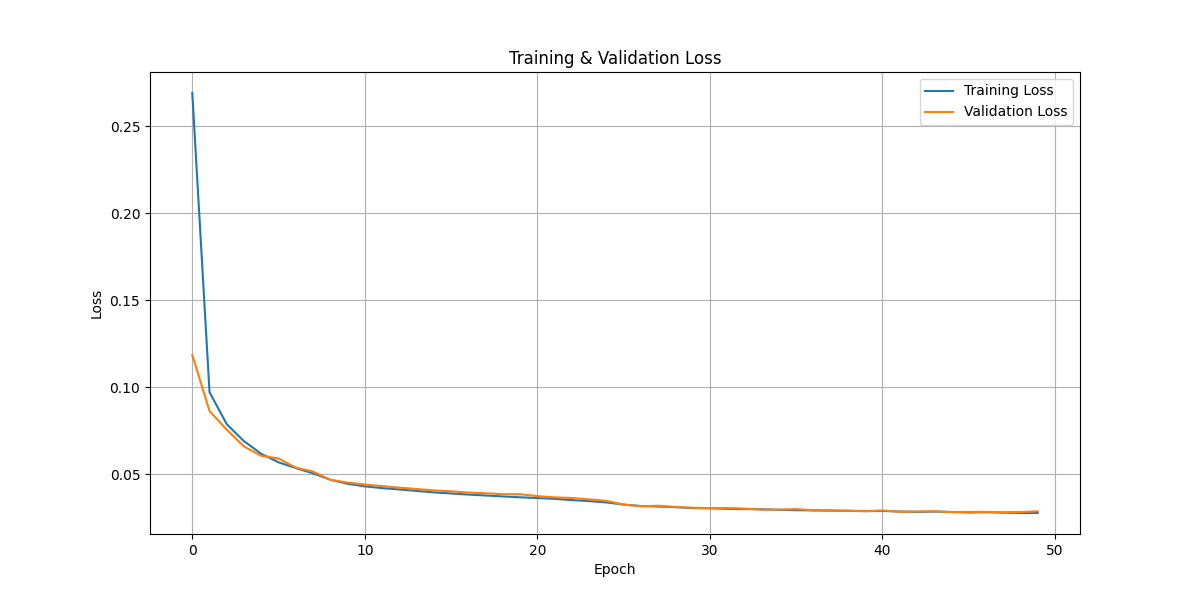 Training & Validation Loss
Training Loss
Validation Loss
0.25
0.20
0.15
0.10
0.05
Loss
0 10 20 30 40 50
Epoch